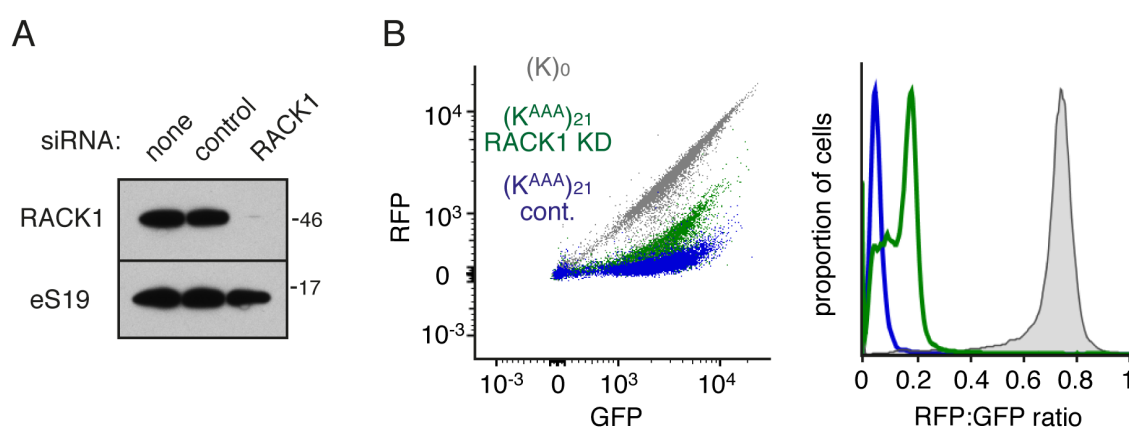 A
siRNA:
none
control
RACK1
RACK1
-46
eS19
-17
B
(K)0
(KAAA)21
RACK1 KD
(KAAA)21
cont.
RFP
10⁴
10³
0
10⁻³
10⁻³
0
10³
10⁴
GFP
proportion of cells
0
0.2
0.4
0.6
0.8
1
RFP:GFP ratio